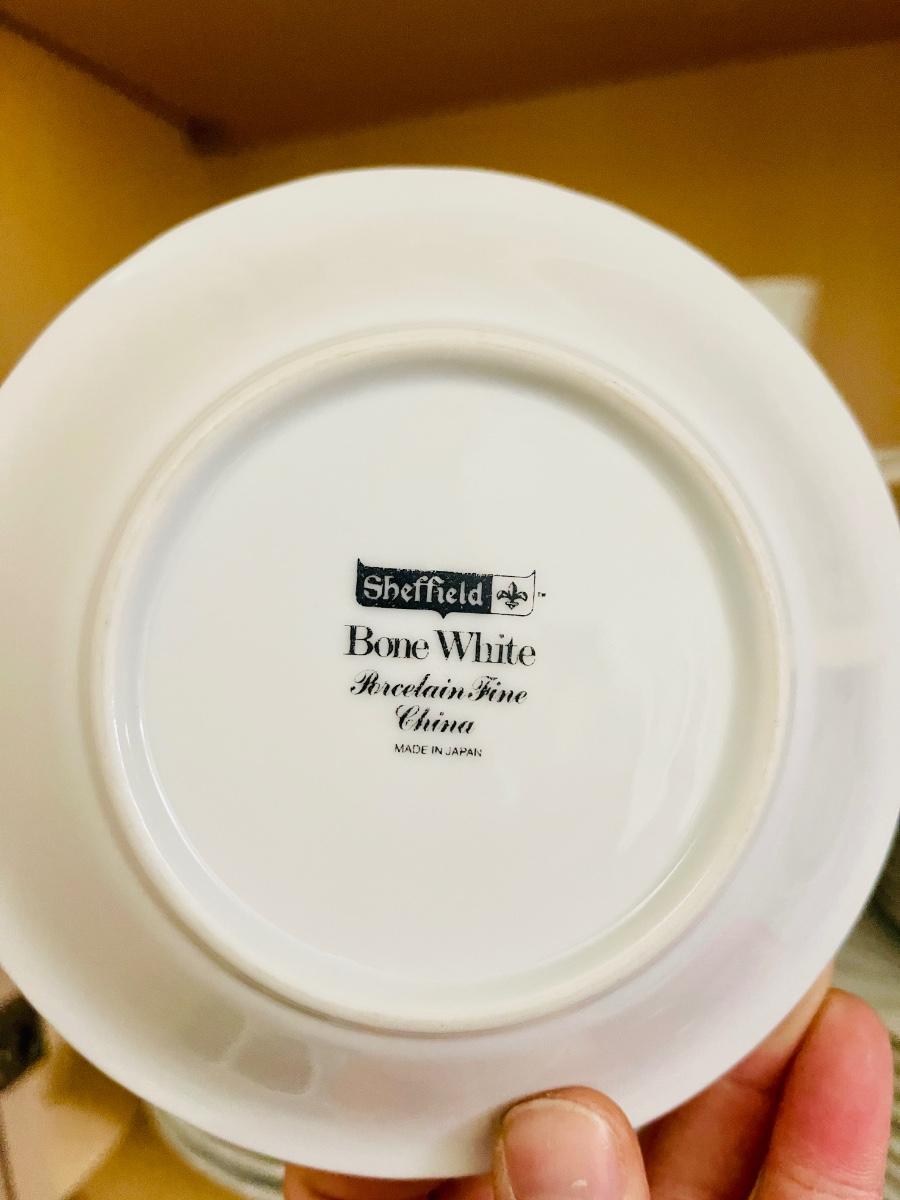 Sheffield™
Bone White
Porcelain Fine
China
MADE IN JAPAN